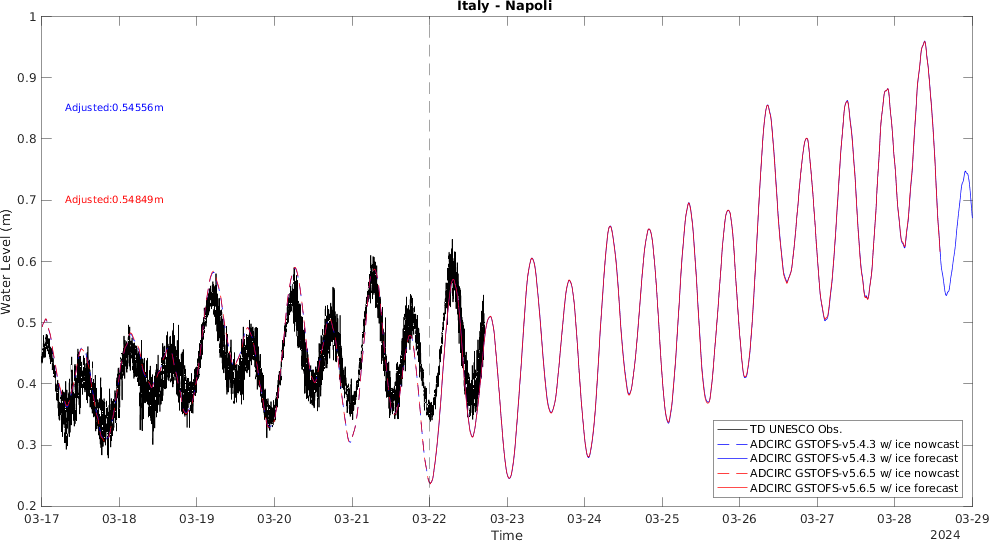 Italy - Napoli
1
0.9
0.8
0.7
0.6
0.5
0.4
0.3
0.2
Water Level (m)
Adjusted:0.54556m
Adjusted:0.54849m
TD UNESCO Obs.
ADCIRC GSTOFS-v5.4.3 w/ ice nowcast
ADCIRC GSTOFS-v5.4.3 w/ ice forecast
ADCIRC GSTOFS-v5.6.5 w/ ice nowcast
ADCIRC GSTOFS-v5.6.5 w/ ice forecast
03-17 03-18 03-19 03-20 03-21 03-22 03-23 03-24 03-25 03-26 03-27 03-28 03-29
Time
2024